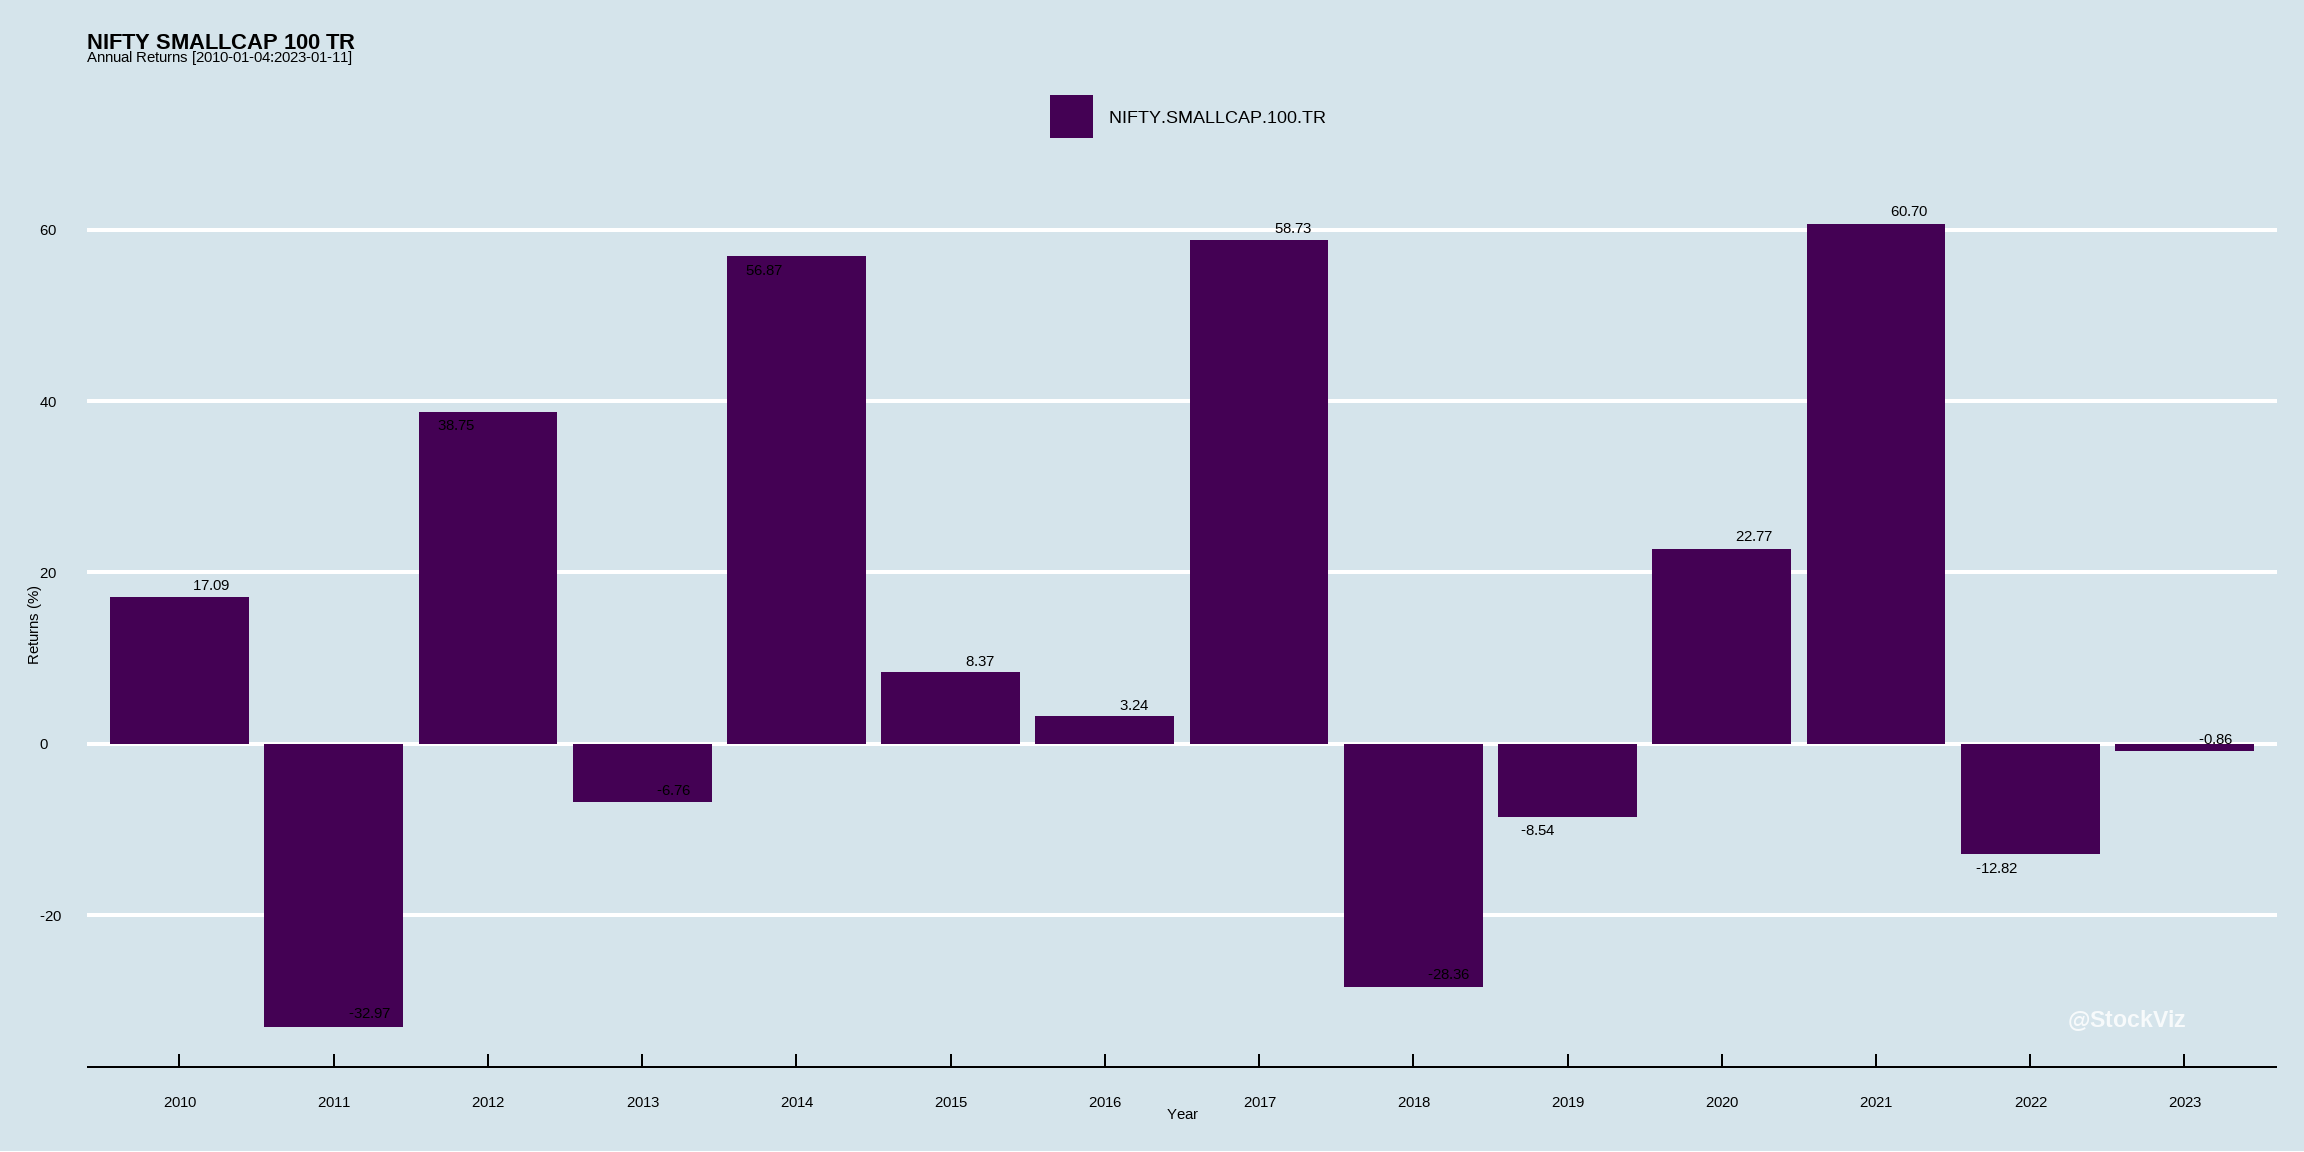 NIFTY SMALLCAP 100 TR
Annual Returns [2010-01-04:2023-01-11]
NIFTY.SMALLCAP.100.TR
60
40
20
0
-20
Returns (%)
17.09
-32.97
38.75
-6.76
56.87
8.37
3.24
58.73
-28.36
-8.54
22.77
60.70
-12.82
-0.86
@StockViz
2010 2011 2012 2013 2014 2015 2016 2017 2018 2019 2020 2021 2022 2023
Year